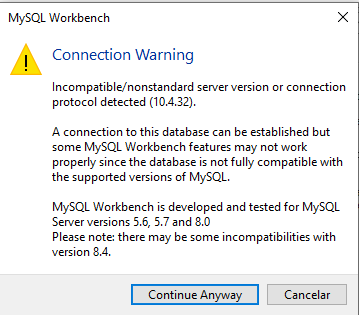 MySQL Workbench
Connection Warning
Incompatible/nonstandard server version or connection
protocol detected (10.4.32).
A connection to this database can be established but
some MySQL Workbench features may not work
properly since the database is not fully compatible with
the supported versions of MySQL.
MySQL Workbench is developed and tested for MySQL
Server versions 5.6, 5.7 and 8.0
Please note: there may be some incompatibilities with
version 8.4.
Continue Anyway
Cancelar